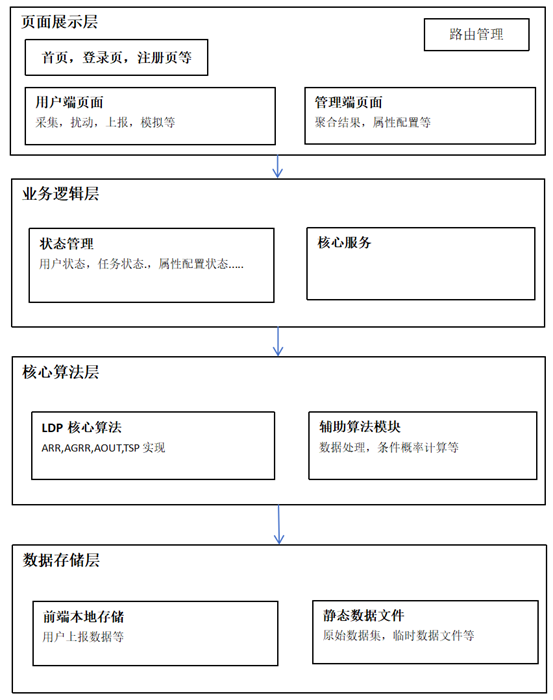 页面展示层
路由管理
首页，登录页，注册页等
用户端页面
采集，扰动，上报，模拟等
管理端页面
聚合结果，属性配置等
业务逻辑层
状态管理
用户状态，任务状态.，属性配置状态.....
核心服务
核心算法层
LDP 核心算法
ARR,AGRR,AOUT,TSP 实现
辅助算法模块
数据处理，条件概率计算等
数据存储层
前端本地存储
用户上报数据等
静态数据文件
原始数据集，临时数据文件等